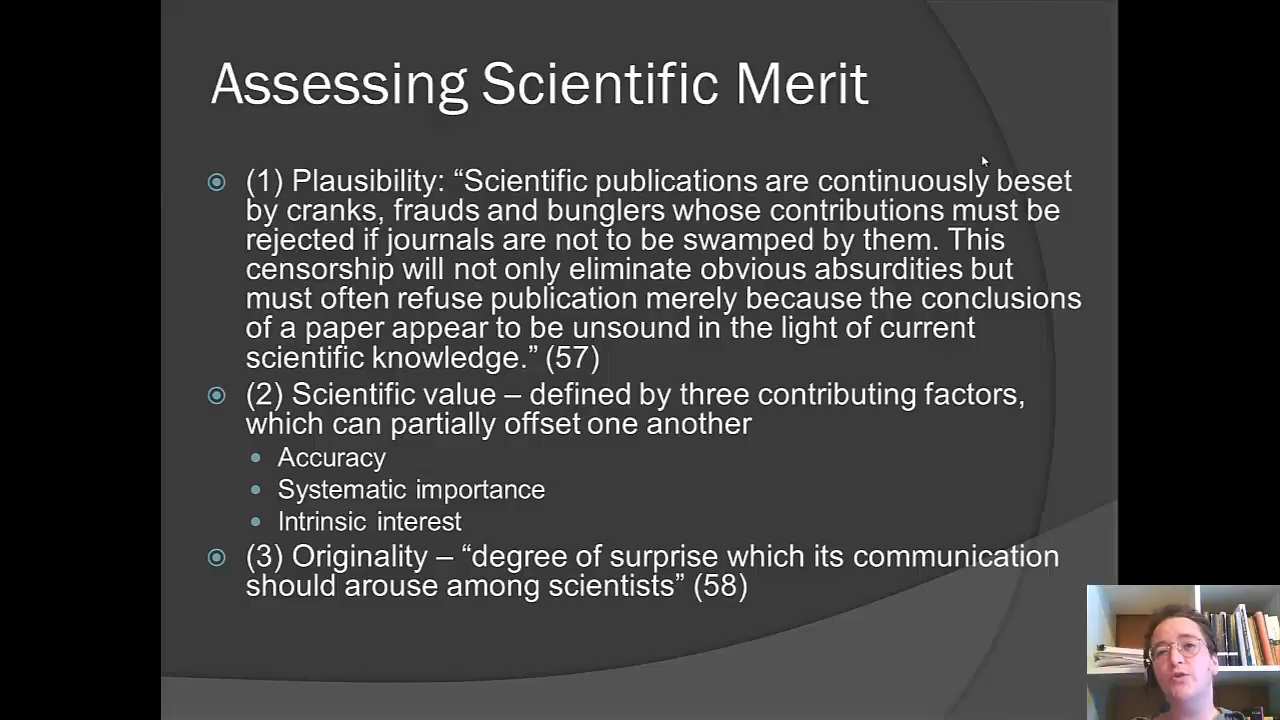 Assessing Scientific Merit
(1) Plausibility: “Scientific publications are continuously beset
by cranks, frauds and bunglers whose contributions must be
rejected if journals are not to be swamped by them. This
censorship will not only eliminate obvious absurdities but
must often refuse publication merely because the conclusions
of a paper appear to be unsound in the light of current
scientific knowledge.” (57)
(2) Scientific value – defined by three contributing factors,
which can partially offset one another
Accuracy
Systematic importance
Intrinsic interest
(3) Originality – “degree of surprise which its communication
should arouse among scientists” (58)